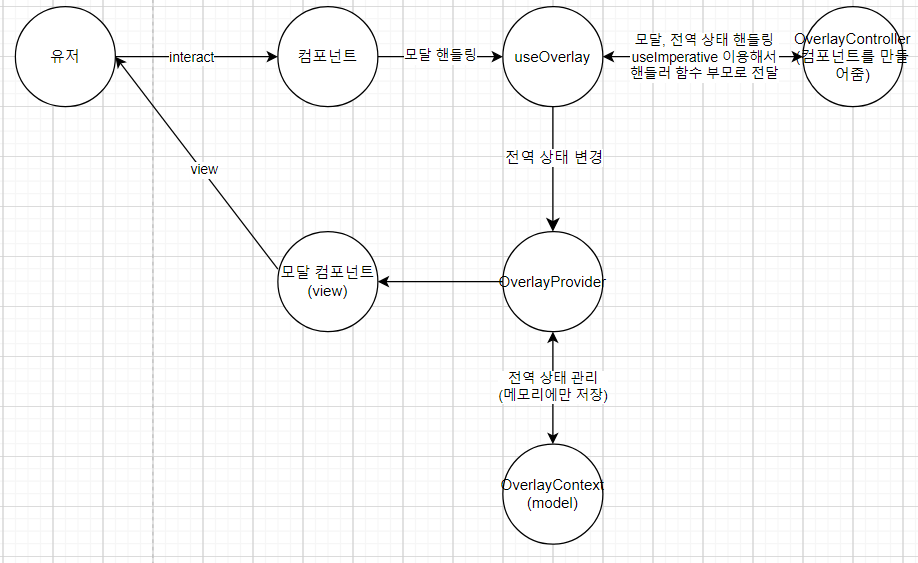 유저
interact
컴포넌트
모달 핸들링
useOverlay
모달, 전역 상태 핸들링
useImperative 이용해서
핸들러 함수 부모로 전달
OverlayController
(컴포넌트를 만들
어줌)
전역 상태 변경
view
모달 컴포넌트
(view)
OverlayProvider
전역 상태 관리
(메모리에만 저장)
OverlayContext
(model)